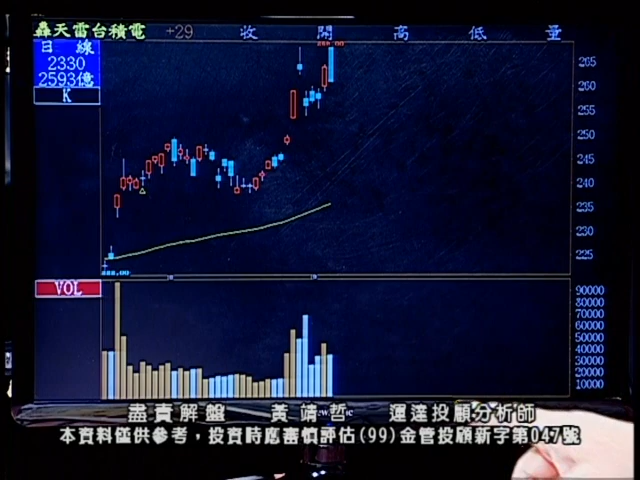 轟天雷台積電 +29 收 開 高 低 量
日 線
2330
2593億
K
265
260
255
250
245
240
235
230
225
VOL
90000
80000
70000
60000
50000
40000
30000
20000
10000
盡責解盤 黃靖哲 運達投顧分析師
本資料僅供參考，投資時應審慎評估(99)金管投顧新字第047號